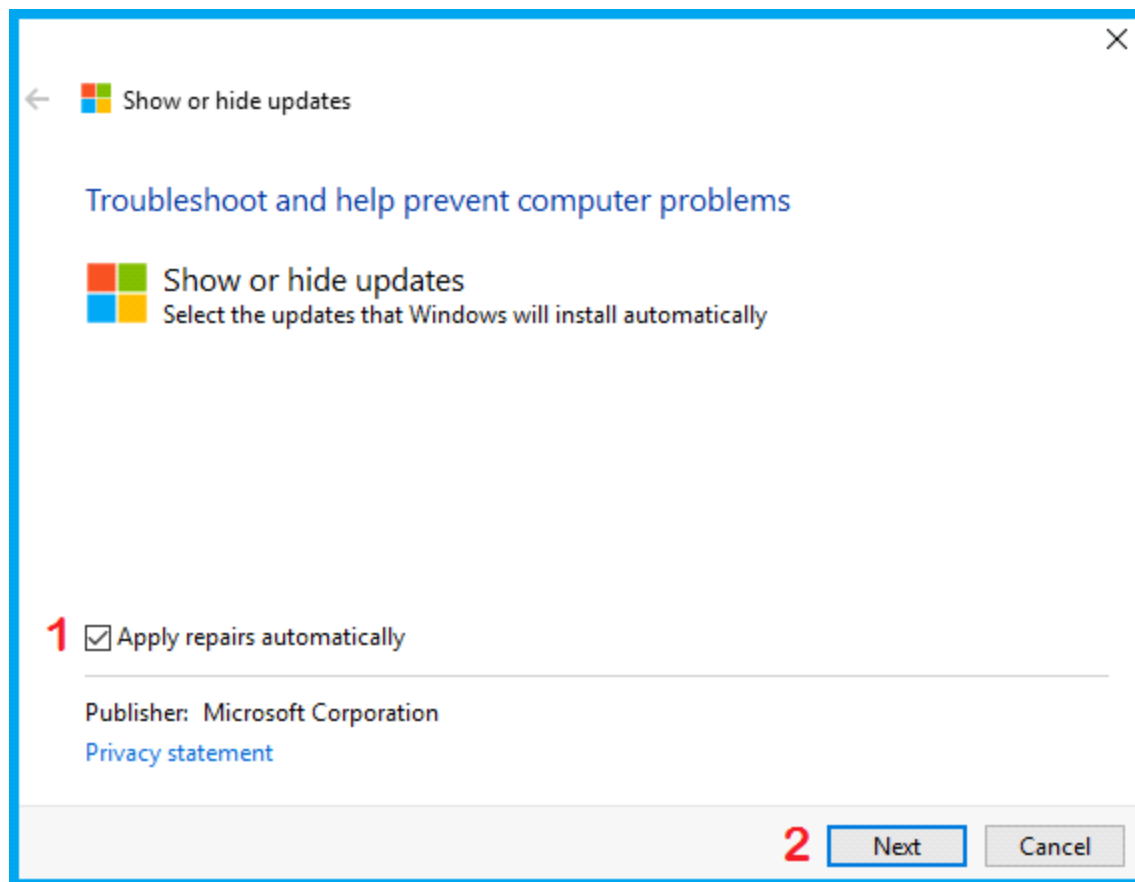 Show or hide updates
Troubleshoot and help prevent computer problems
Show or hide updates
Select the updates that Windows will install automatically
1 Apply repairs automatically
Publisher: Microsoft Corporation
Privacy statement
2 Next Cancel